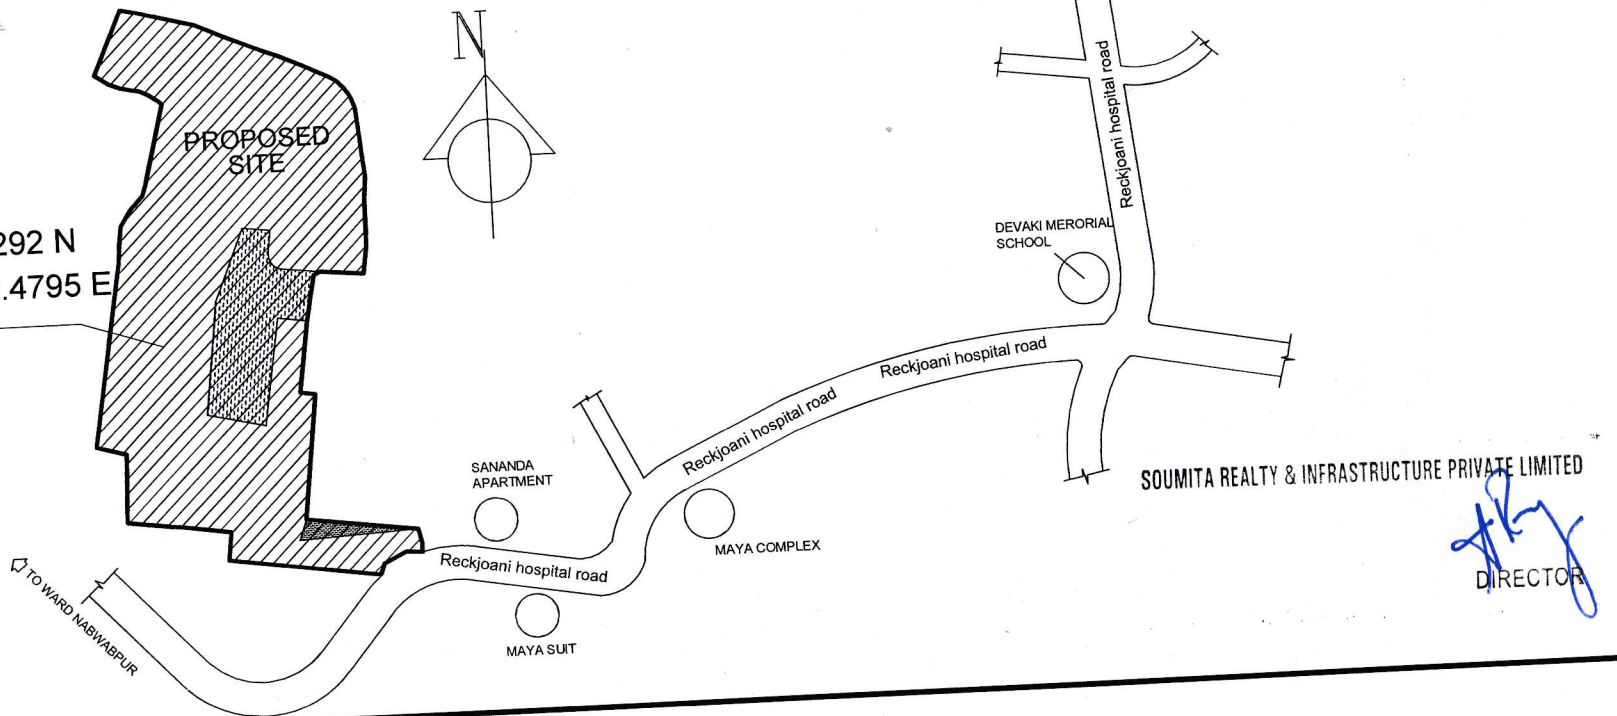 N
PROPOSED
SITE
292 N
.4795 E
Reckjoani hospital road
DEVAKI MERORIAL
SCHOOL
Reckjoani hospital road
Reckjoani hospital road
SANANDA
APARTMENT
MAYA COMPLEX
Reckjoani hospital road
MAYA SUIT
TO WARD NABWABPUR
SOUMITA REALTY & INFRASTRUCTURE PRIVATE LIMITED
DIRECTOR